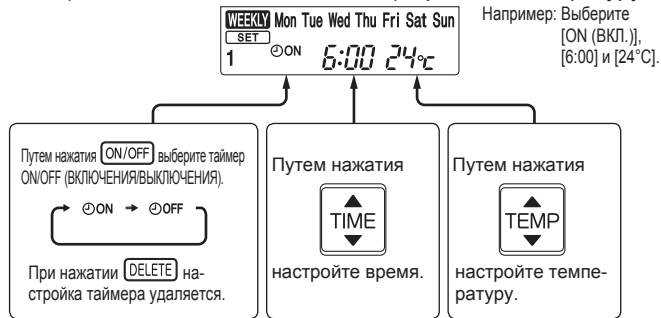 WEEKLY Mon Tue Wed Thu Fri Sat Sun
SET
1 ON 6:00 24°C
Например: Выберите
[ON (ВКЛ.)],
[6:00] и [24°C].
Путем нажатия ON/OFF выберите таймер
ON/OFF (ВКЛЮЧЕНИЯ/ВЫКЛЮЧЕНИЯ).
ON → OFF
При нажатии DELETE на-
стройка таймера удаляется.
Путем нажатия
▲
TIME
▼
настройте время.
Путем нажатия
▲
TEMP
▼
настройте темпе-
ратуру.